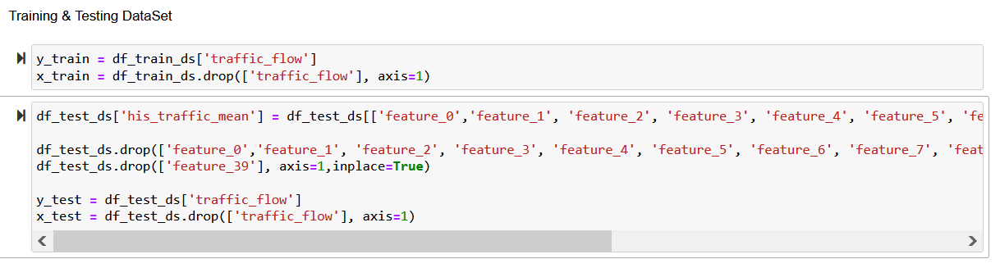 Training & Testing DataSet
y_train = df_train_ds['traffic_flow']
x_train = df_train_ds.drop(['traffic_flow'], axis=1)
df_test_ds['his_traffic_mean'] = df_test_ds[['feature_0','feature_1', 'feature_2', 'feature_3', 'feature_4', 'feature_5', 'fe
df_test_ds.drop(['feature_0','feature_1', 'feature_2', 'feature_3', 'feature_4', 'feature_5', 'feature_6', 'feature_7', 'feat
df_test_ds.drop(['feature_39'], axis=1,inplace=True)
y_test = df_test_ds['traffic_flow']
x_test = df_test_ds.drop(['traffic_flow'], axis=1)